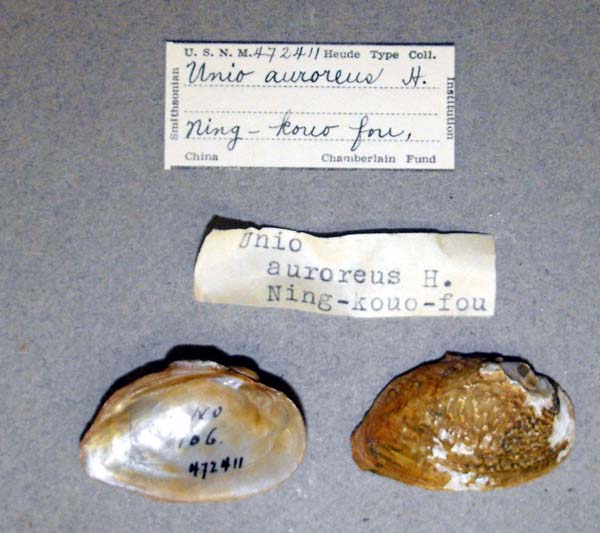 U. S. N. M. 472411 Heude Type Coll.
Unio auroreus H.
Smithsonian
Institution
Ning-kouo fou,
China Chamberlain Fund
Unio
auroreus H.
Ning-kouo-fou
NO
106.
472411